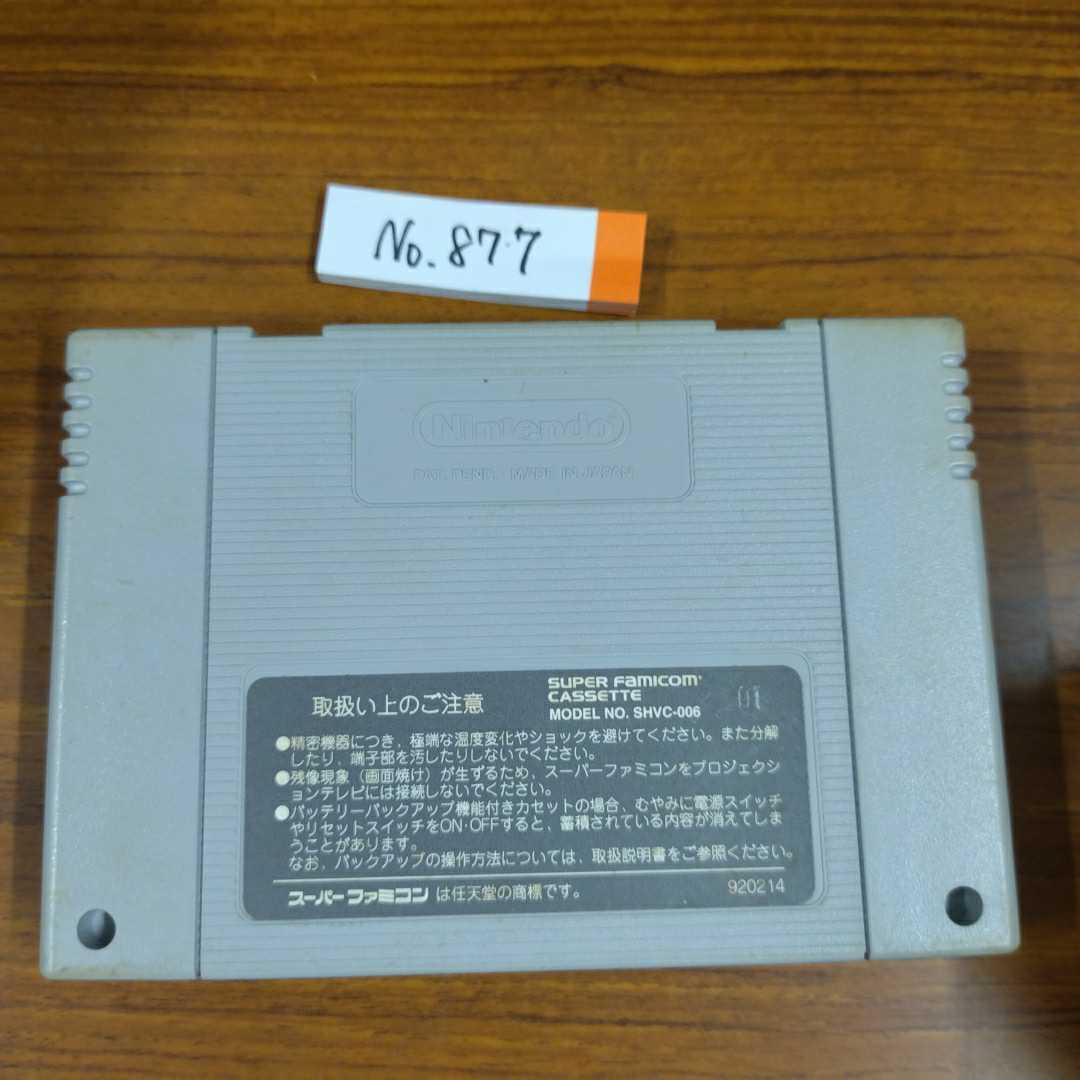 No. 877
Nintendo
PAT. PEND. MADE IN JAPAN
取扱い上のご注意
SUPER FAMICOM
CASSETTE
MODEL NO. SHVC-006
01
●精密機器につき、極端な温度変化やショックを避けてください。また分解
したり、端子部を汚したりしないでください。
●残像現象（画面焼け）が生ずるため、スーパーファミコンをプロジェクシ
ョンテレビには接続しないでください。
●バッテリーバックアップ機能付きカセットの場合、むやみに電源スイッチ
やリセットスイッチをON・OFFすると、蓄積されている内容が消えてしま
うことがあります。
なお、バックアップの操作方法については、取扱説明書をご参照ください。
スーパーファミコン は任天堂の商標です。
920214